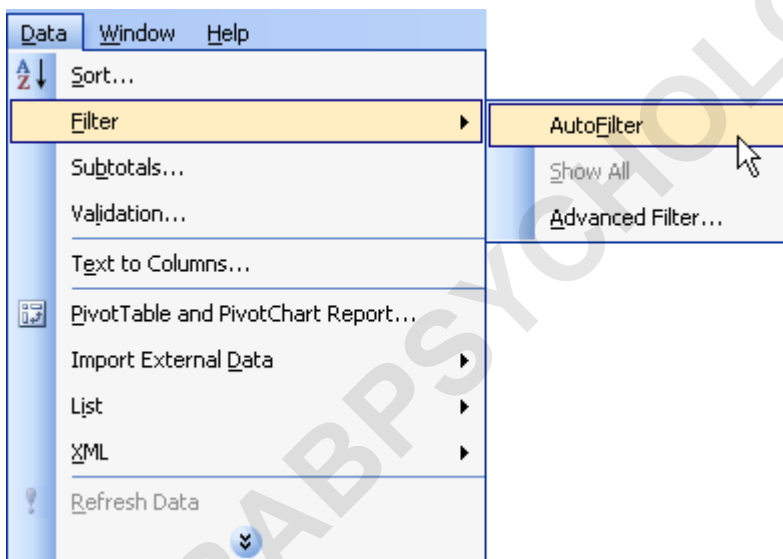 Data Window Help
Sort...
Filter
AutoFilter
Show All
Advanced Filter...
Subtotals...
Validation...
Text to Columns...
PivotTable and PivotChart Report...
Import External Data
List
XML
Refresh Data
ABPSYCHOLO